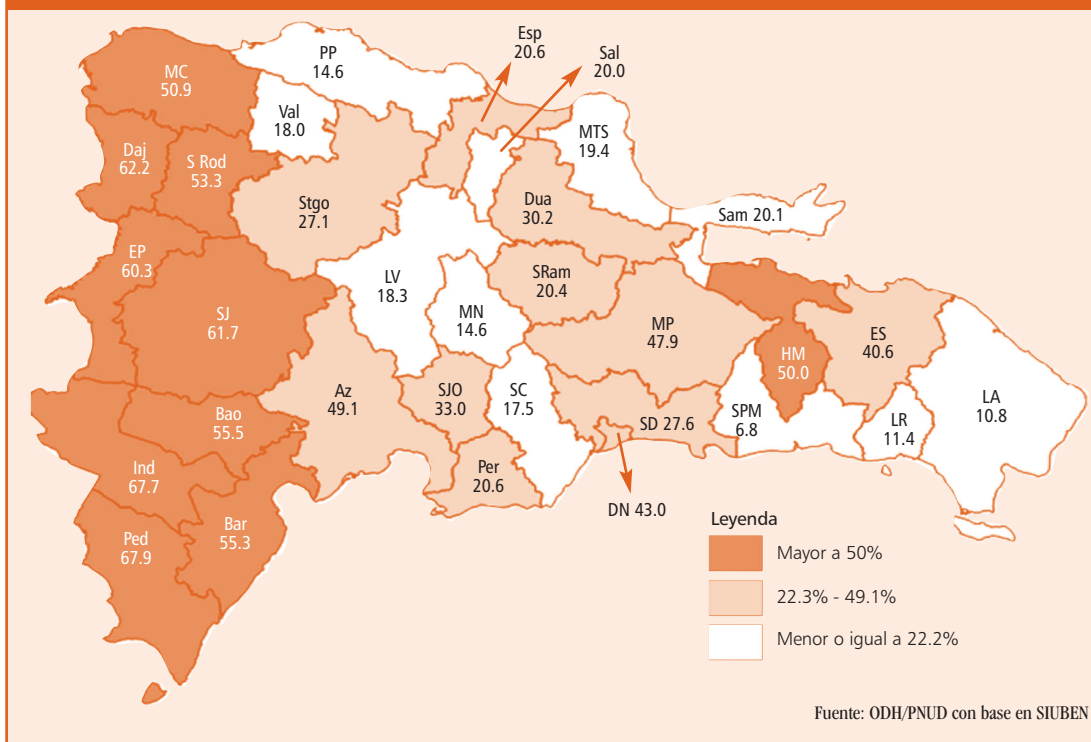 Esp
20.6
Sal
20.0
PP
14.6
MC
50.9
Val
18.0
MTS
19.4
Daj
62.2
S Rod
53.3
Stgo
27.1
Dua
30.2
Sam 20.1
EP
60.3
LV
18.3
SRam
20.4
SJ
61.7
MN
14.6
MP
47.9
HM
50.0
ES
40.6
Az
49.1
SJO
33.0
SC
17.5
SPM
6.8
LR
11.4
LA
10.8
Bao
55.5
SD 27.6
Ind
67.7
Per
20.6
DN 43.0
Bar
55.3
Ped
67.9
Leyenda
Mayor a 50%
22.3% - 49.1%
Menor o igual a 22.2%
Fuente: ODH/PNUD con base en SIUBEN